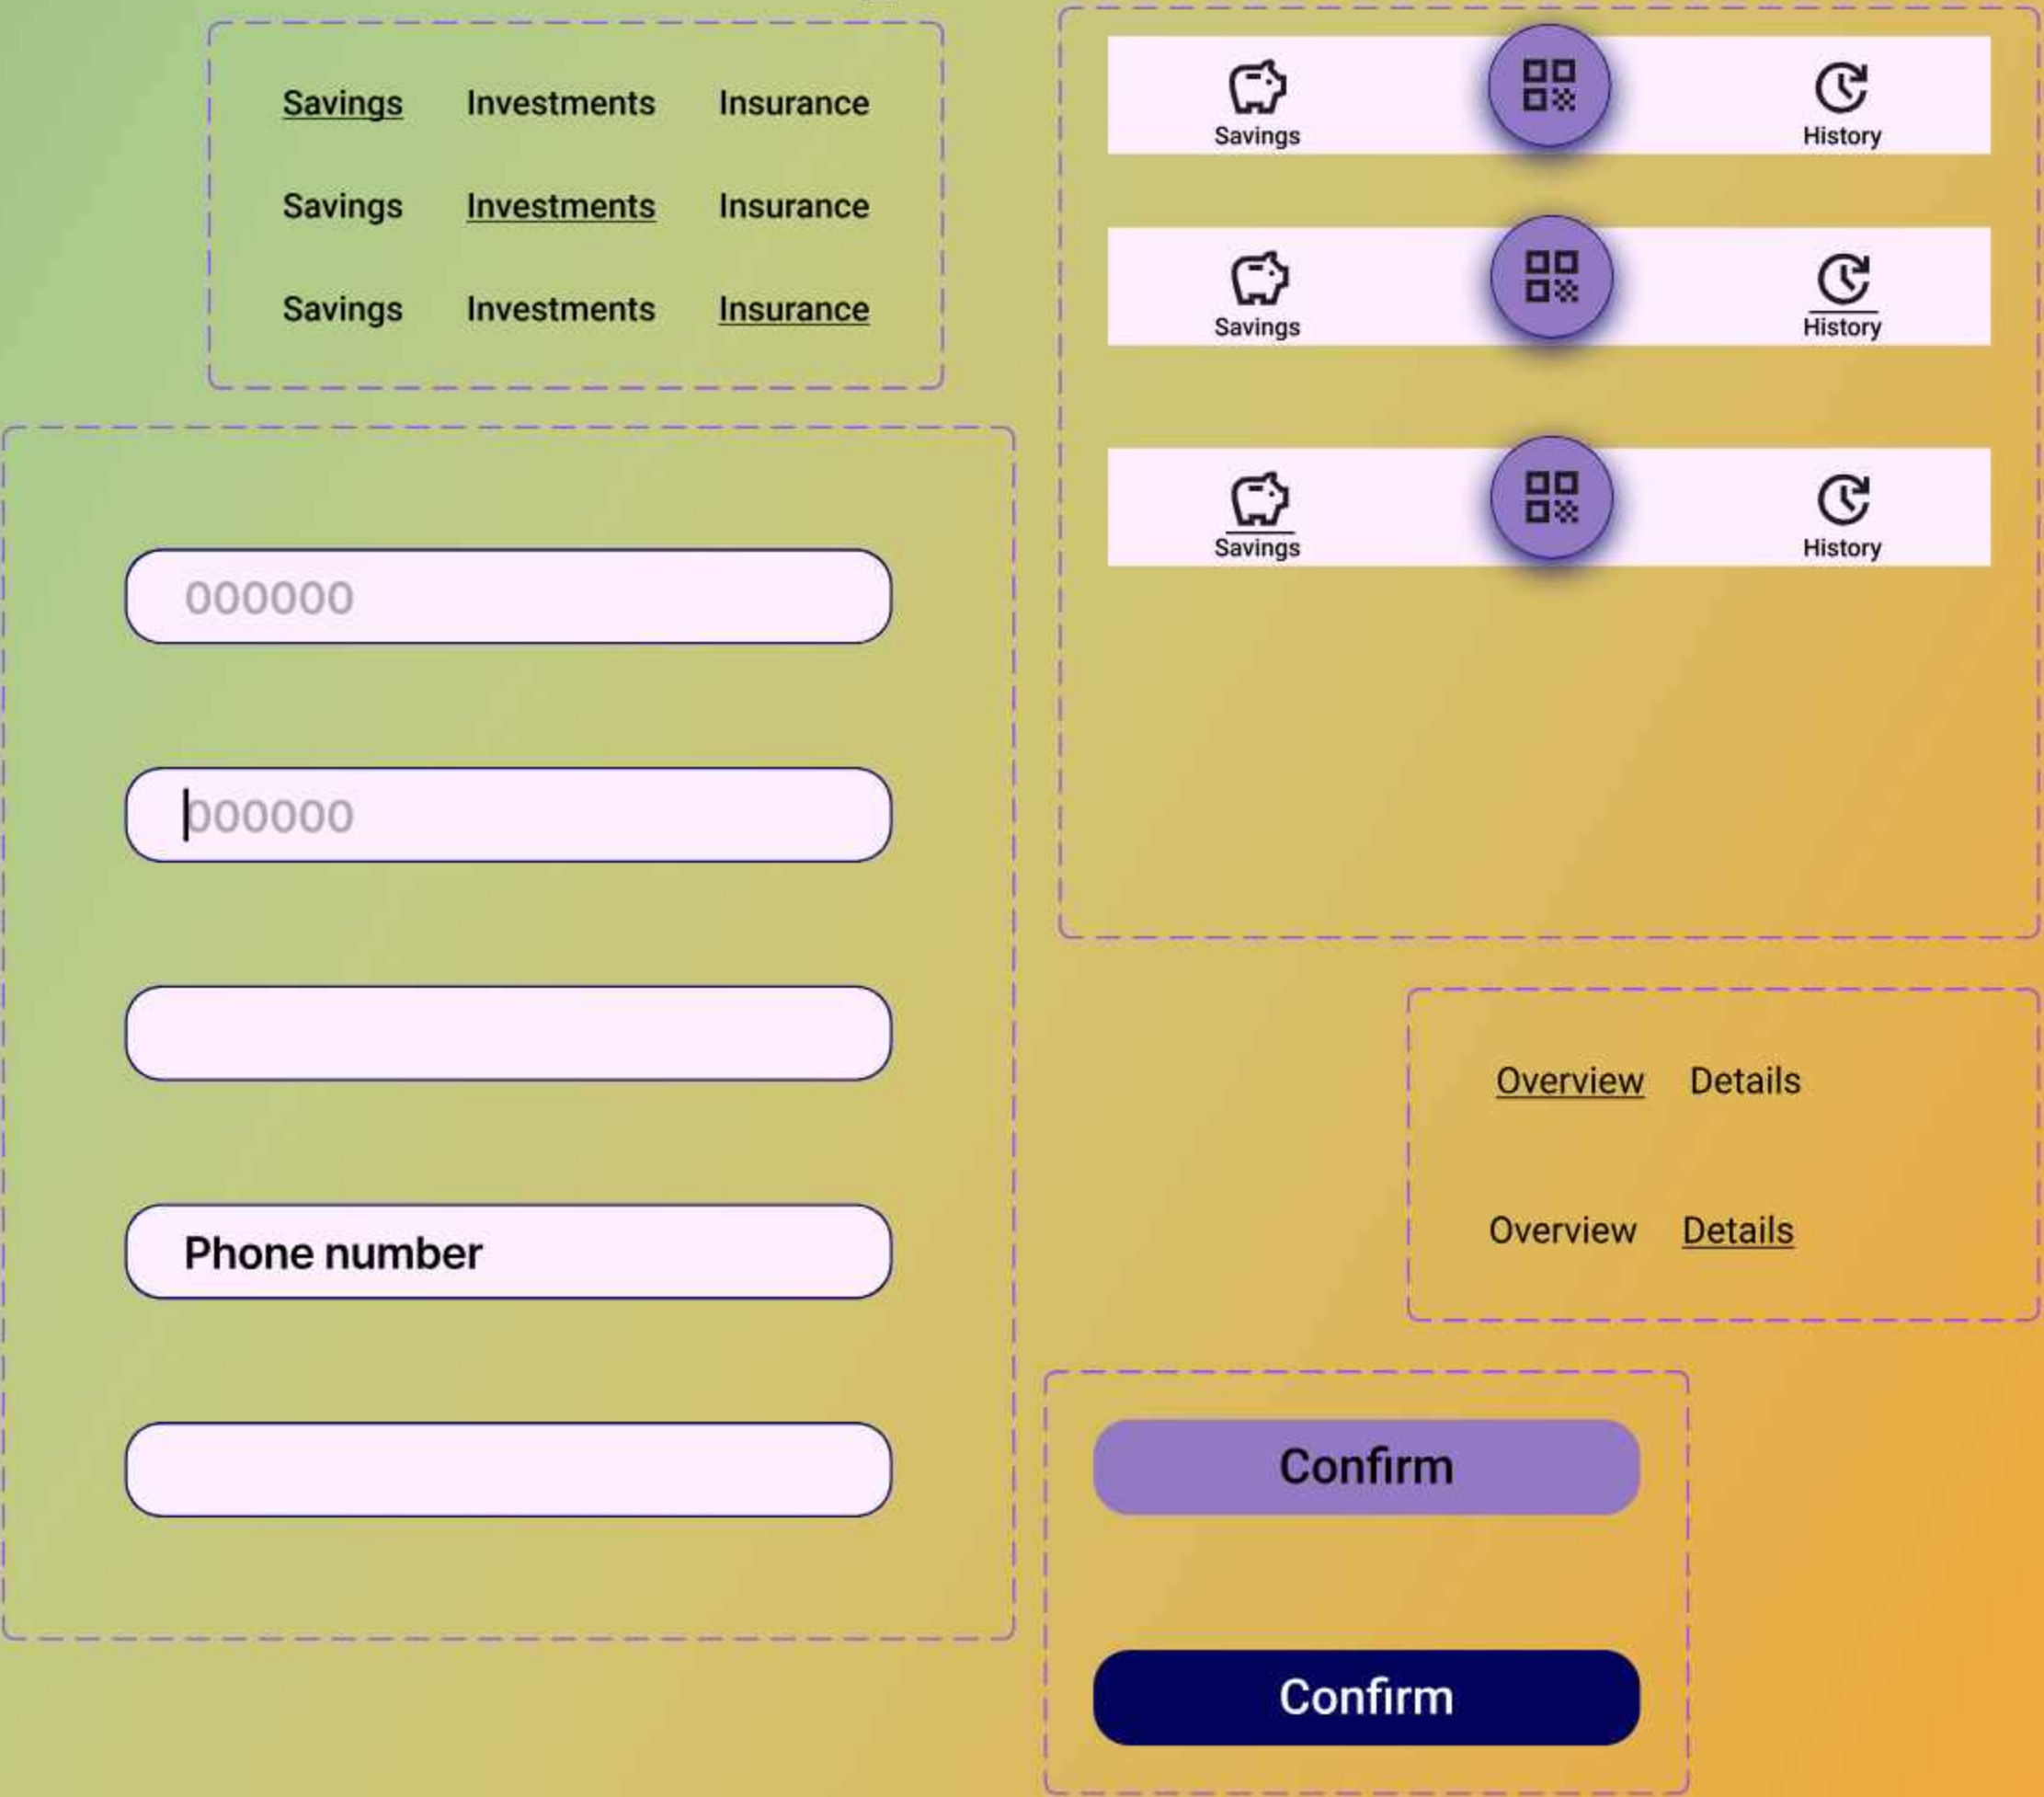 Savings Investments Insurance
Savings Investments Insurance
Savings Investments Insurance
Savings History
Savings History
Savings History
000000
000000
Phone number
Overview Details
Overview Details
Confirm
Confirm